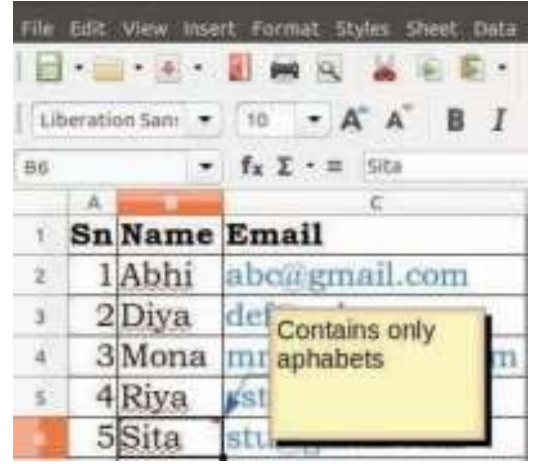 File Edit View Insert Format Styles Sheet Data
Liberation Sans 10 A A B I
B6 fx Σ = Sita
A B C
1 Sn Name Email
2 1 Abhi abc@gmail.com
3 2 Diya
Contains only
4 3 Mona
aphabets
5 4 Riya
5 Sita